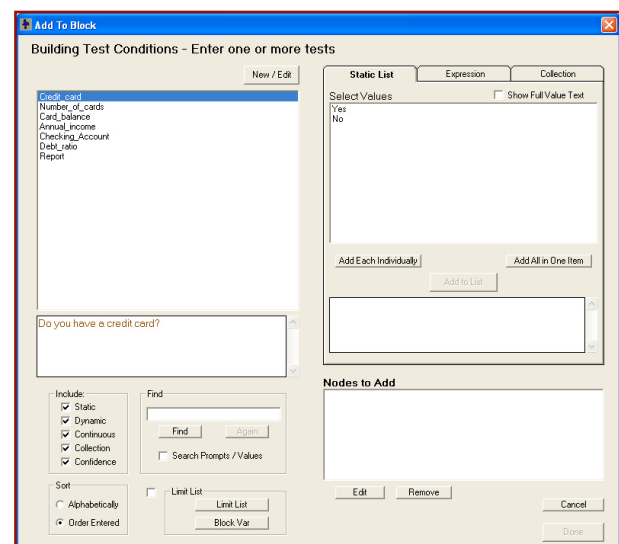 Add To Block
Building Test Conditions - Enter one or more tests
New / Edit
Credit_card
Number_of_cards
Card_balance
Annual_income
Checking_Account
Debt_ratio
Report
Do you have a credit card?
Include:
Static
Dynamic
Continuous
Collection
Confidence
Find
Find
Again
Search Prompts / Values
Sort
Alphabetically
Order Entered
Limit List
Limit List
Block Var
Static List
Expression
Collection
Select Values
Show Full Value Text
Yes
No
Add Each Individually
Add All in One Item
Add to List
Nodes to Add
Edit
Remove
Cancel
Done